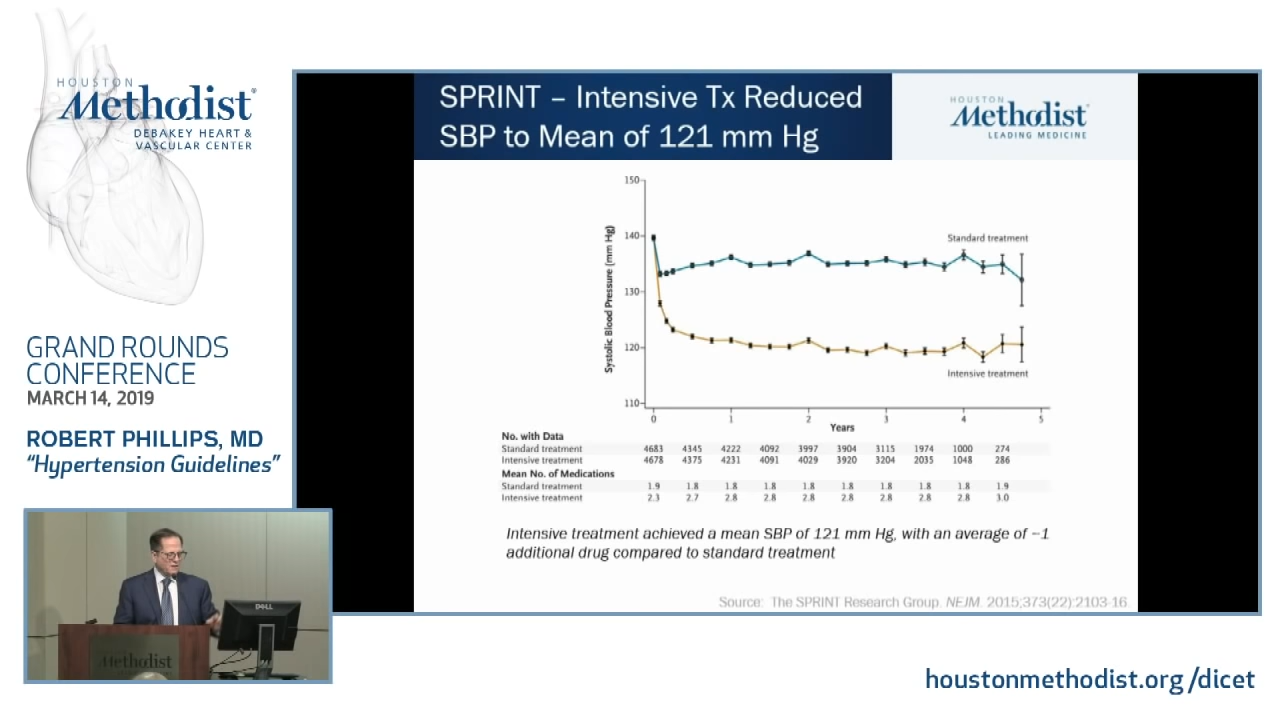 HOUSTON
Methodist®
DEBAKEY HEART &
VASCULAR CENTER
GRAND ROUNDS
CONFERENCE
MARCH 14, 2019
ROBERT PHILLIPS, MD
“Hypertension Guidelines”
SPRINT – Intensive Tx Reduced
SBP to Mean of 121 mm Hg
HOUSTON
Methodist
LEADING MEDICINE
Systolic Blood Pressure (mm Hg)
150
140
130
120
110
Standard treatment
Intensive treatment
0 1 2 3 4 5
Years
No. with Data
Standard treatment 4683 4345 4222 4092 3997 3904 3115 1974 1000 274
Intensive treatment 4678 4375 4231 4091 4029 3920 3204 2035 1048 286
Mean No. of Medications
Standard treatment 1.9 1.8 1.8 1.8 1.8 1.8 1.8 1.8 1.8 1.9
Intensive treatment 2.3 2.7 2.8 2.8 2.8 2.8 2.8 2.8 2.8 3.0
Intensive treatment achieved a mean SBP of 121 mm Hg, with an average of ~1
additional drug compared to standard treatment
Source: The SPRINT Research Group. NEJM. 2015;373(22):2103-16.
DELL
Methodist
houstonmethodist.org/dicet